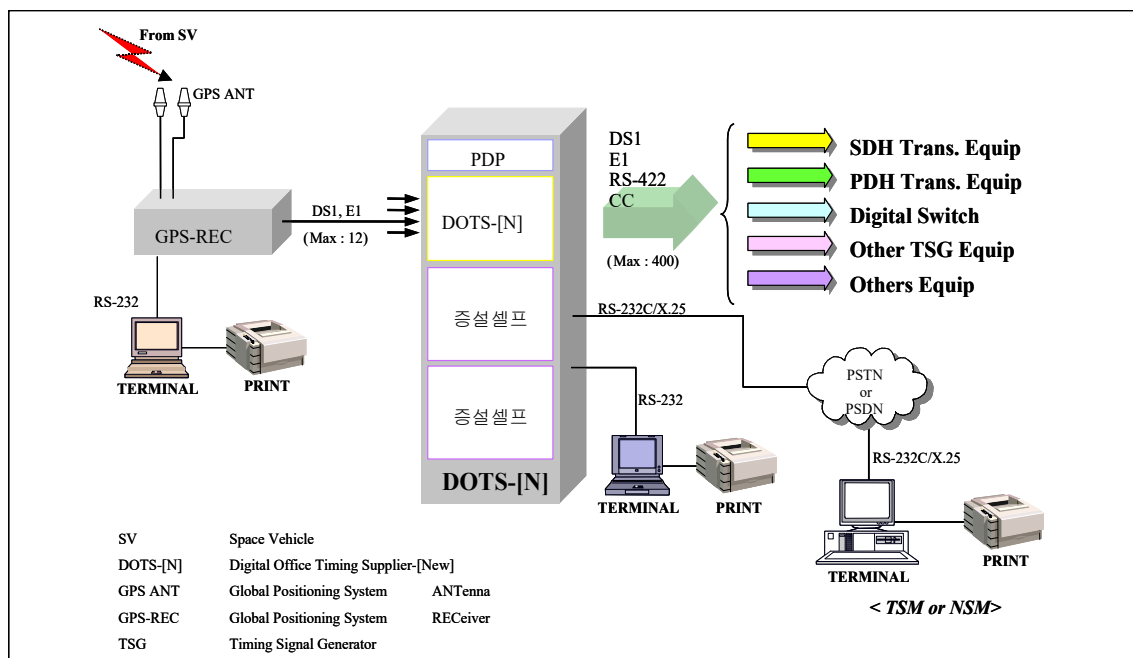 From SV
GPS ANT
GPS-REC
DS1, E1
(Max : 12)
RS-232
TERMINAL
PRINT
PDP
DOTS-[N]
증설셀프
증설셀프
DOTS-[N]
DS1
E1
RS-422
CC
(Max : 400)
SDH Trans. Equip
PDH Trans. Equip
Digital Switch
Other TSG Equip
Others Equip
RS-232C/X.25
RS-232
TERMINAL
PRINT
PSTN
or
PSDN
RS-232C/X.25
TERMINAL
PRINT
< TSM or NSM>
SV Space Vehicle
DOTS-[N] Digital Office Timing Supplier-[New]
GPS ANT Global Positioning System ANTenna
GPS-REC Global Positioning System RECeiver
TSG Timing Signal Generator